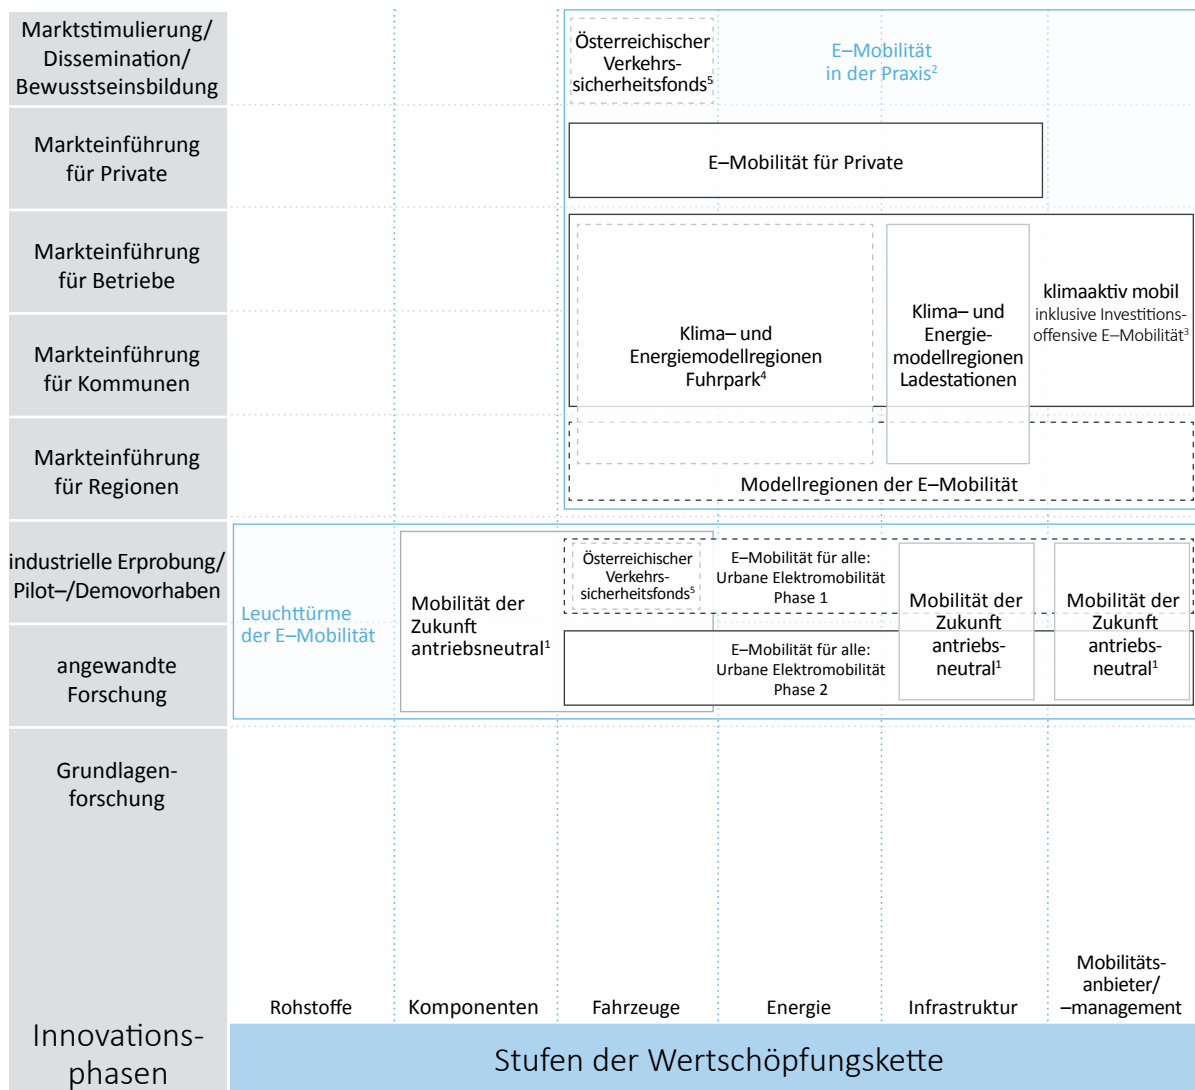 Marktstimulierung/
Dissemination/
Bewusstseinsbildung
Österreichischer
Verkehrs-
sicherheitsfonds⁵
E–Mobilität
in der Praxis²
Markteinführung
für Private
E–Mobilität für Private
Markteinführung
für Betriebe
Markteinführung
für Kommunen
Klima– und
Energiemodellregionen
Fuhrpark⁴
Klima– und
Energie–
modellregionen
Ladestationen
klimaaktiv mobil
inklusive Investitions-
offensive E–Mobilität³
Markteinführung
für Regionen
Modellregionen der E–Mobilität
industrielle Erprobung/
Pilot–/Demovorhaben
Leuchttürme
der E–Mobilität
Mobilität der
Zukunft
antriebsneutral¹
Österreichischer
Verkehrs-
sicherheitsfonds⁵
E–Mobilität für alle:
Urbane Elektromobilität
Phase 1
Mobilität der
Zukunft
antriebs-
neutral¹
Mobilität der
Zukunft
antriebs-
neutral¹
angewandte
Forschung
E–Mobilität für alle:
Urbane Elektromobilität
Phase 2
Grundlagen-
forschung
Rohstoffe
Komponenten
Fahrzeuge
Energie
Infrastruktur
Mobilitäts-
anbieter/
–management
Innovations-
phasen
Stufen der Wertschöpfungskette